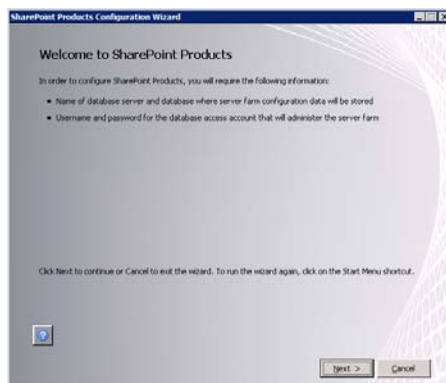 SharePoint Products Configuration Wizard
Welcome to SharePoint Products
In order to configure SharePoint Products, you will require the following information:
Name of database server and database where server farm configuration data will be stored
Username and password for the database access account that will administer the server farm
Click Next to continue or Cancel to exit the wizard. To run the wizard again, click on the Start Menu shortcut.
?
Next > Cancel